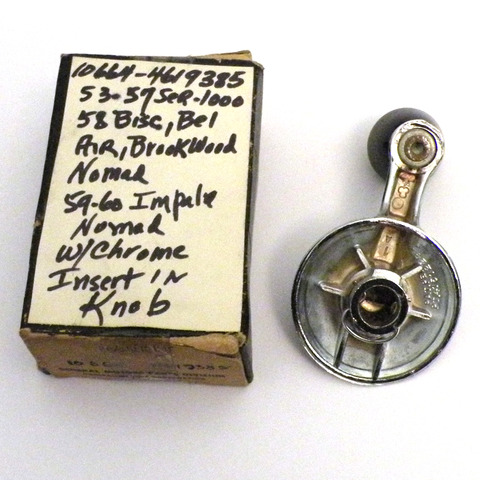 10664-4619385
53-57 SeR-1000
58 Bisc, Bel
AiR, BrookWood
Nomad
59-60 Impala
Nomad
W/Chrome
Insert IN
Knob